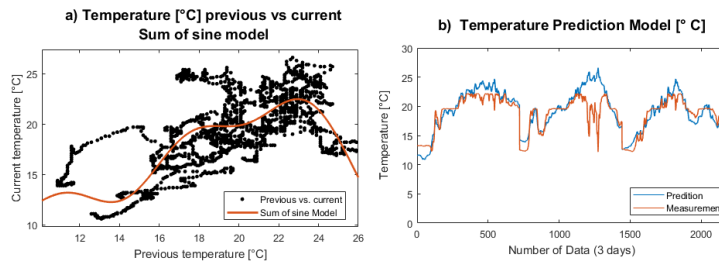 a) Temperature [°C] previous vs current
Sum of sine model
Current temperature [°C]
25
20
15
10
12
14
16
18
20
22
24
26
Previous temperature [°C]
Previous vs. current
Sum of sine Model
b) Temperature Prediction Model [° C]
Temperature [°C]
30
25
20
15
10
5
0
0
500
1000
1500
2000
Number of Data (3 days)
Predition
Measurement